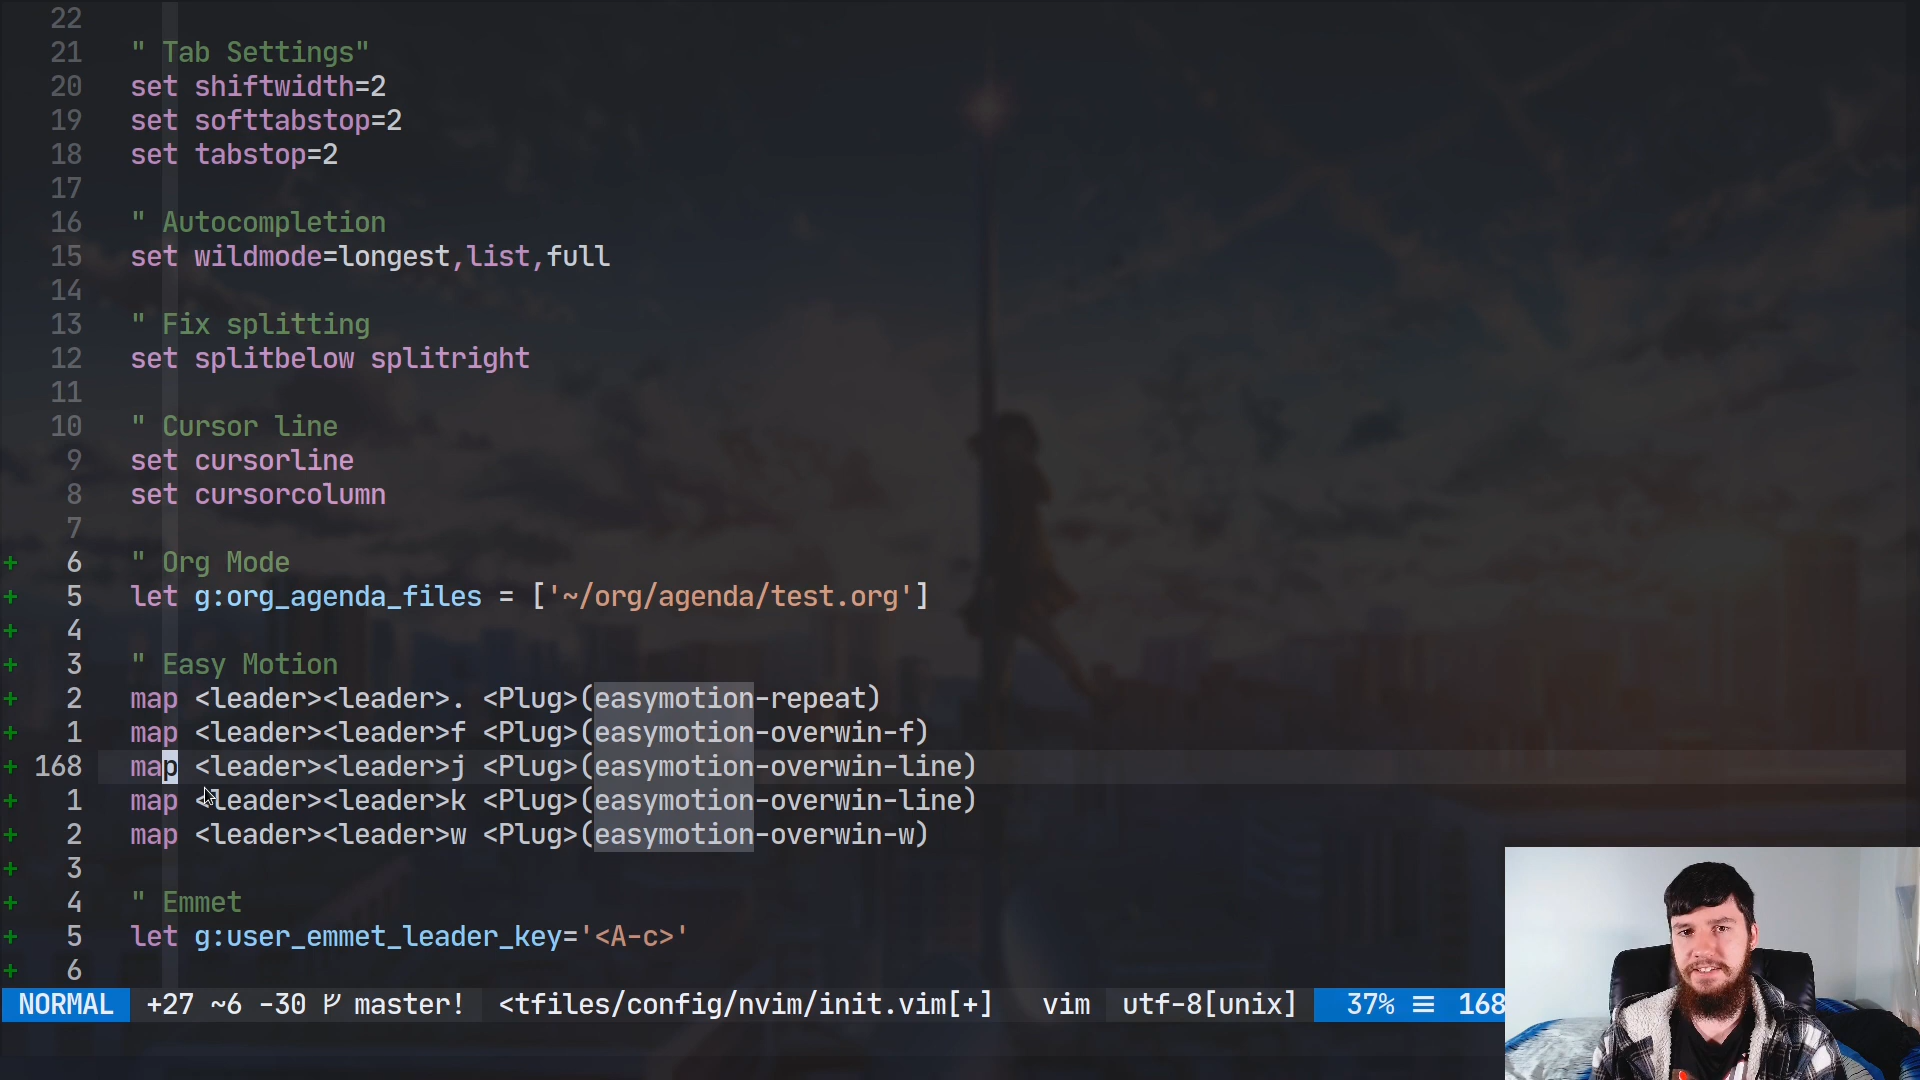 22
21 " Tab Settings"
20 set shiftwidth=2
19 set softtabstop=2
18 set tabstop=2
17
16 " Autocompletion
15 set wildmode=longest,list,full
14
13 " Fix splitting
12 set splitbelow splitright
11
10 " Cursor line
9 set cursorline
8 set cursorcolumn
7
+ 6 " Org Mode
+ 5 let g:org_agenda_files = ['~/org/agenda/test.org']
+ 4
+ 3 " Easy Motion
+ 2 map <leader><leader>. <Plug>(easymotion-repeat)
+ 1 map <leader><leader>f <Plug>(easymotion-overwin-f)
+ 168 map <leader><leader>j <Plug>(easymotion-overwin-line)
+ 1 map <leader><leader>k <Plug>(easymotion-overwin-line)
+ 2 map <leader><leader>w <Plug>(easymotion-overwin-w)
+ 3
+ 4 " Emmet
+ 5 let g:user_emmet_leader_key='<A-c>'
+ 6
NORMAL +27 ~6 -30 ᚠ master! <tfiles/config/nvim/init.vim[+] vim utf-8[unix] 37% ☰ 168